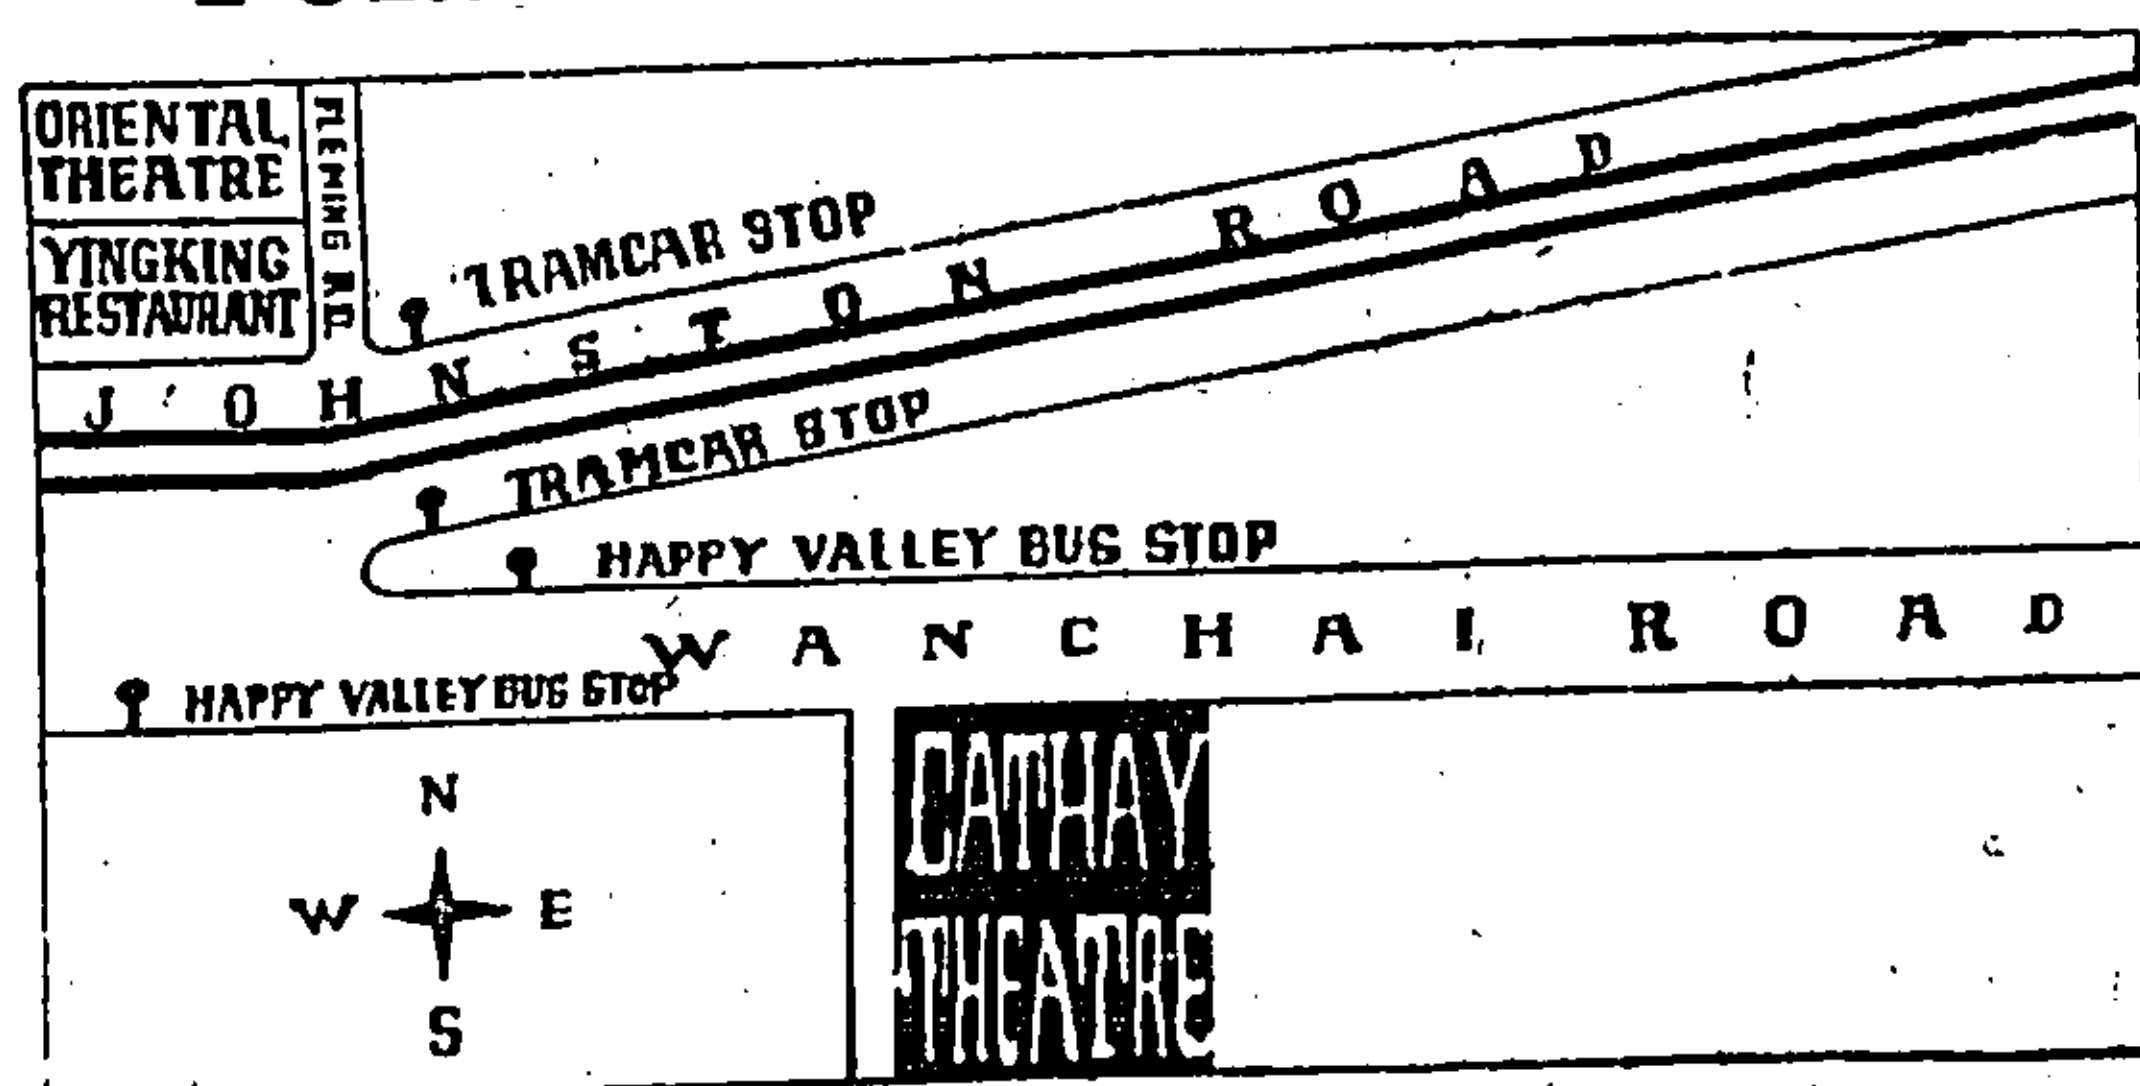 ORIENTAL
THEATRE
FLEMING RD.
YINGKING
RESTAURANT
TRAMCAR STOP
JOHNSTON ROAD
TRAMCAR STOP
HAPPY VALLEY BUS STOP
WANCHAI ROAD
HAPPY VALLEY BUS STOP
N
W E
S
CATHAY
THEATRE